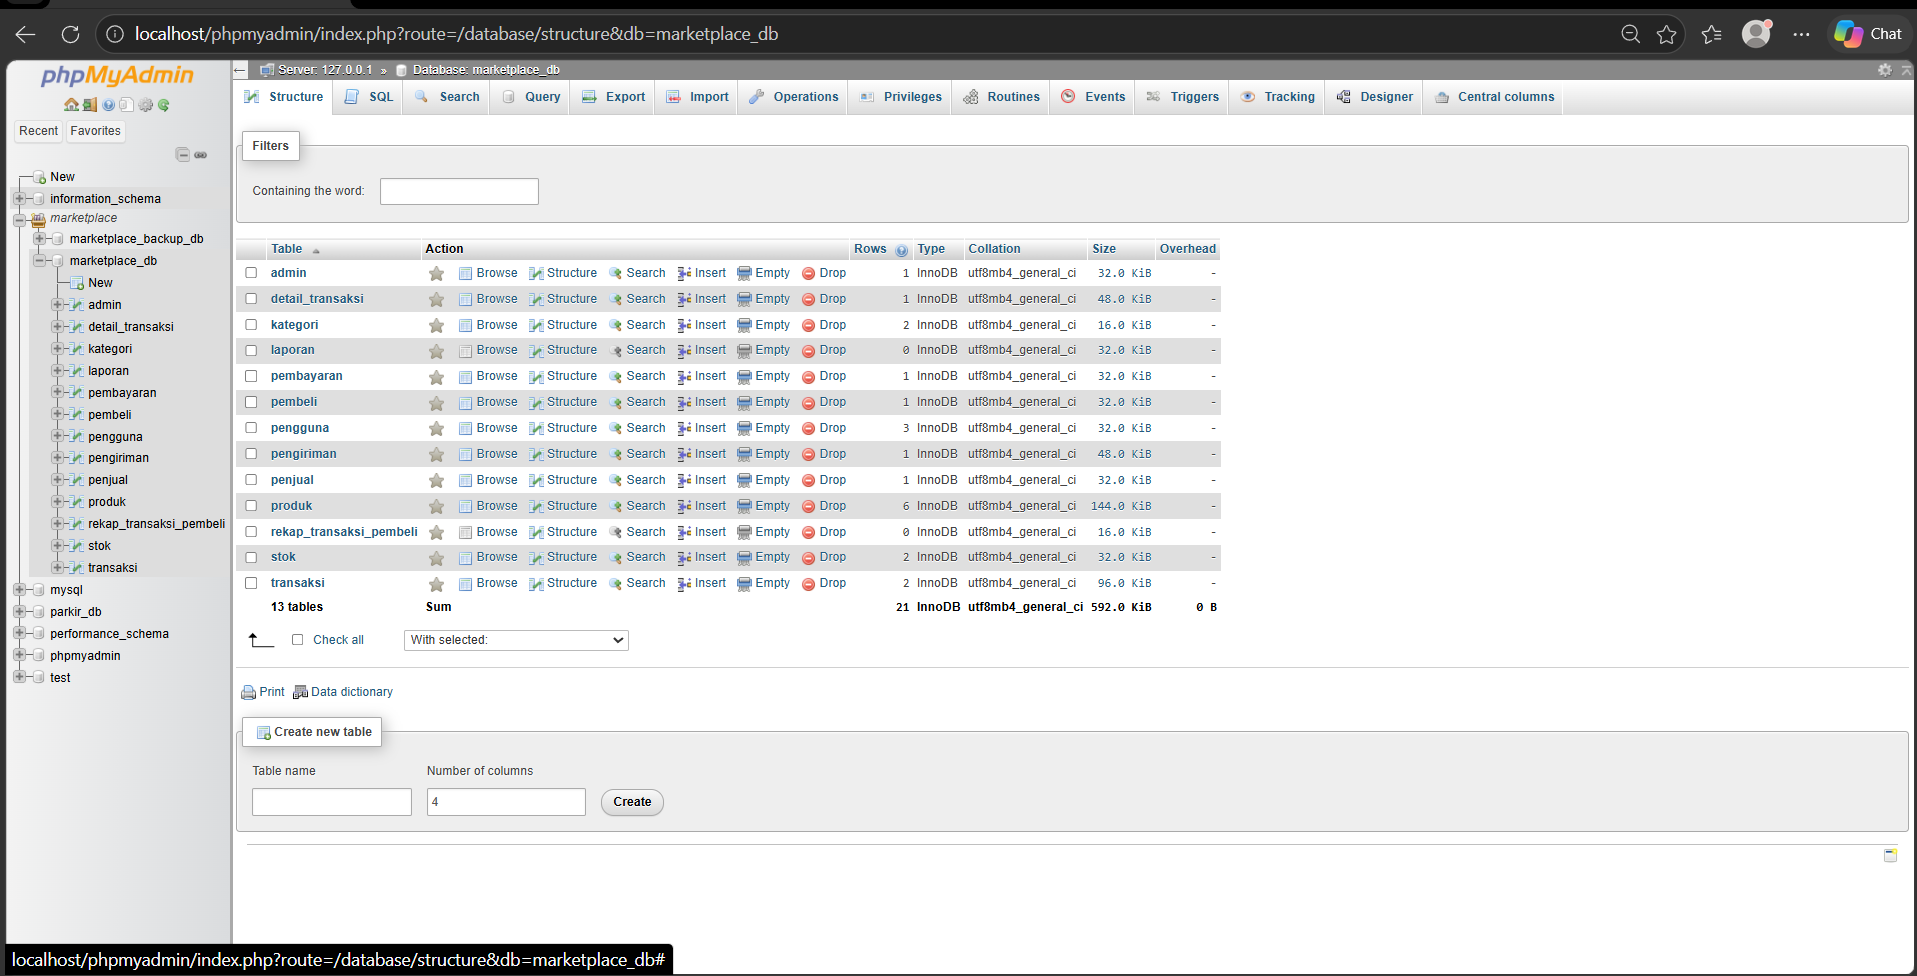 localhost/phpmyadmin/index.php?route=/database/structure&db=marketplace_db
Chat
phpMyAdmin
Recent Favorites
New
information_schema
marketplace
marketplace_backup_db
marketplace_db
New
admin
detail_transaksi
kategori
laporan
pembayaran
pembeli
pengguna
pengiriman
penjual
produk
rekap_transaksi_pembeli
stok
transaksi
mysql
parkir_db
performance_schema
phpmyadmin
test
Server: 127.0.0.1 » Database: marketplace_db
Structure SQL Search Query Export Import Operations Privileges Routines Events Triggers Tracking Designer Central columns
Filters
Containing the word:
Table Action Rows Type Collation Size Overhead
admin Browse Structure Search Insert Empty Drop 1 InnoDB utf8mb4_general_ci 32.0 KiB -
detail_transaksi Browse Structure Search Insert Empty Drop 1 InnoDB utf8mb4_general_ci 48.0 KiB -
kategori Browse Structure Search Insert Empty Drop 2 InnoDB utf8mb4_general_ci 16.0 KiB -
laporan Browse Structure Search Insert Empty Drop 0 InnoDB utf8mb4_general_ci 32.0 KiB -
pembayaran Browse Structure Search Insert Empty Drop 1 InnoDB utf8mb4_general_ci 32.0 KiB -
pembeli Browse Structure Search Insert Empty Drop 1 InnoDB utf8mb4_general_ci 32.0 KiB -
pengguna Browse Structure Search Insert Empty Drop 3 InnoDB utf8mb4_general_ci 32.0 KiB -
pengiriman Browse Structure Search Insert Empty Drop 1 InnoDB utf8mb4_general_ci 48.0 KiB -
penjual Browse Structure Search Insert Empty Drop 1 InnoDB utf8mb4_general_ci 32.0 KiB -
produk Browse Structure Search Insert Empty Drop 6 InnoDB utf8mb4_general_ci 144.0 KiB -
rekap_transaksi_pembeli Browse Structure Search Insert Empty Drop 0 InnoDB utf8mb4_general_ci 16.0 KiB -
stok Browse Structure Search Insert Empty Drop 2 InnoDB utf8mb4_general_ci 32.0 KiB -
transaksi Browse Structure Search Insert Empty Drop 2 InnoDB utf8mb4_general_ci 96.0 KiB -
13 tables Sum 21 InnoDB utf8mb4_general_ci 592.0 KiB 0 B
Check all With selected:
Print Data dictionary
Create new table
Table name Number of columns
4 Create
localhost/phpmyadmin/index.php?route=/database/structure&db=marketplace_db#